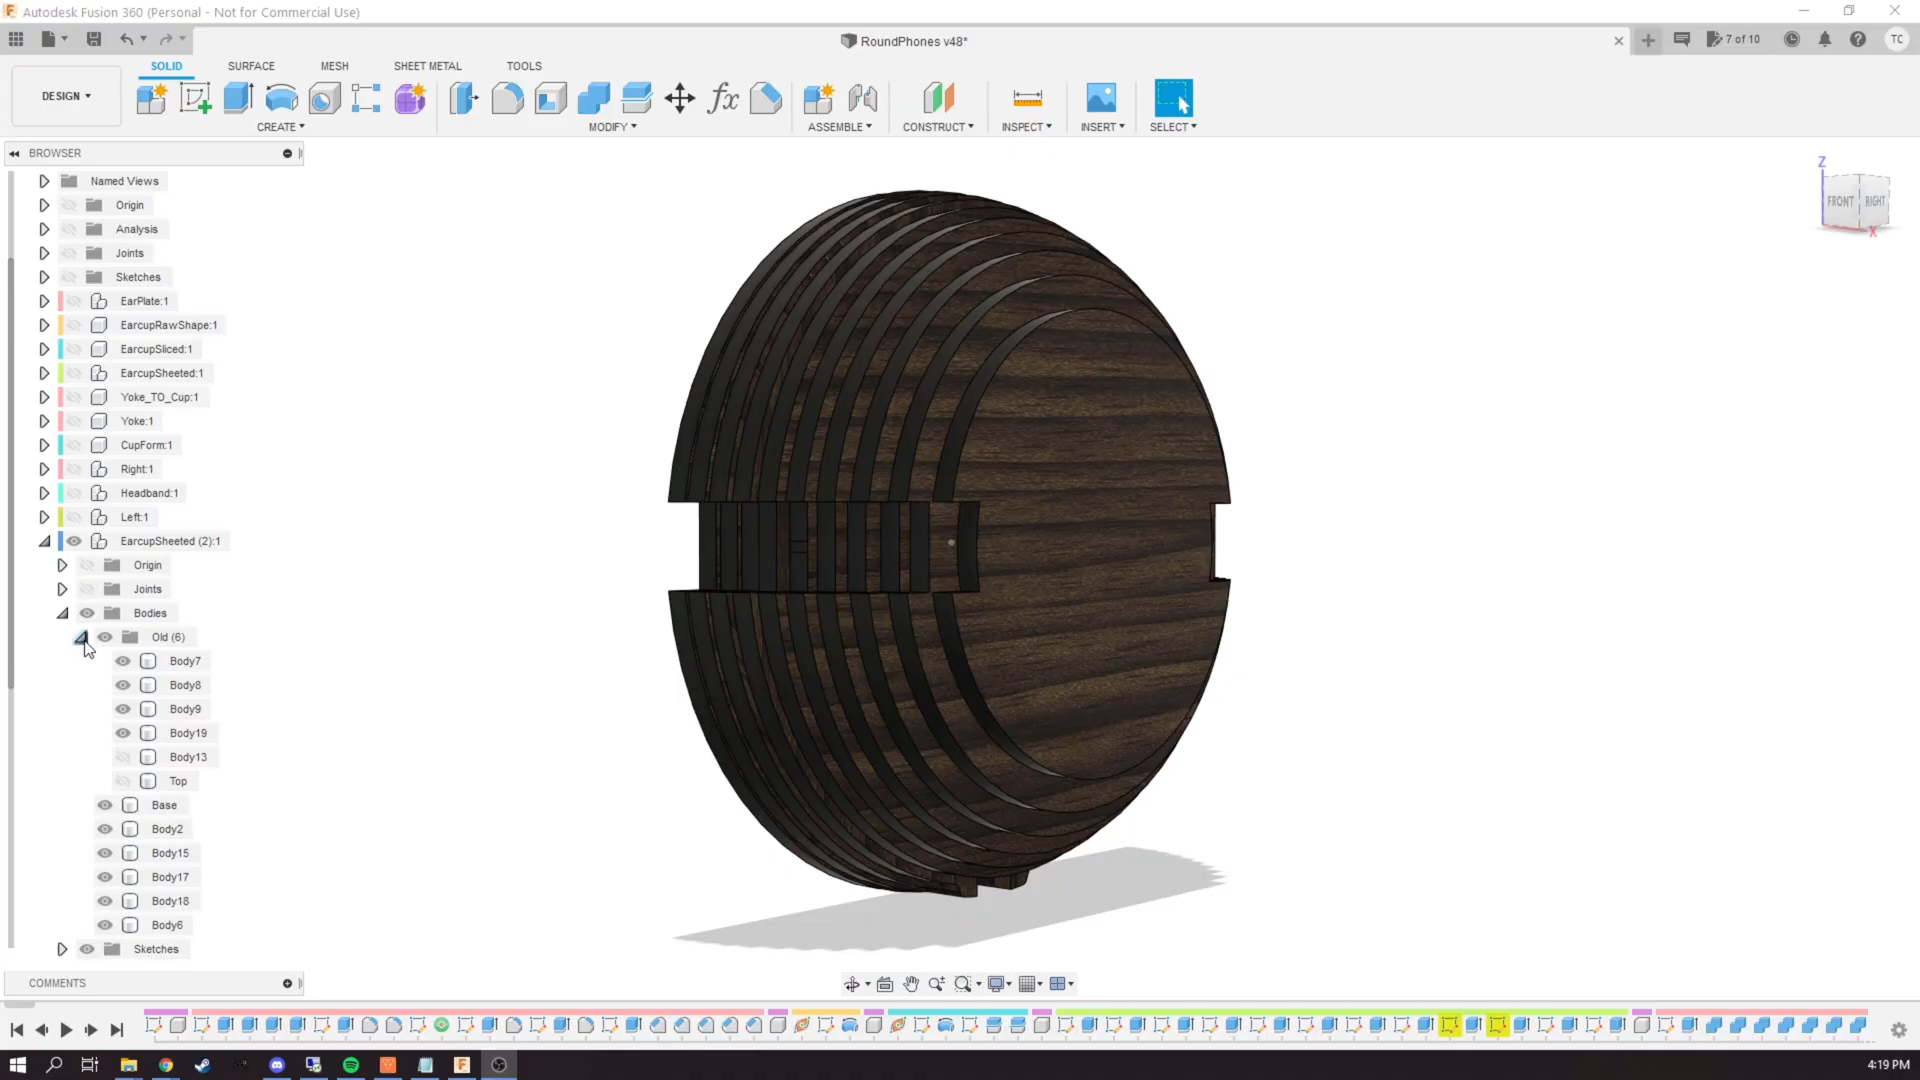 Autodesk Fusion 360 (Personal - Not for Commercial Use)
RoundPhones v48*
7 of 10
TC
DESIGN
SOLID
SURFACE
MESH
SHEET METAL
TOOLS
CREATE
MODIFY
ASSEMBLE
CONSTRUCT
INSPECT
INSERT
SELECT
BROWSER
Named Views
Origin
Analysis
Joints
Sketches
EarPlate:1
EarcupRawShape:1
EarcupSliced:1
EarcupSheeted:1
Yoke_TO_Cup:1
Yoke:1
CupForm:1
Right:1
Headband:1
Left:1
EarcupSheeted (2):1
Origin
Joints
Bodies
Old (6)
Body7
Body8
Body9
Body19
Body13
Top
Base
Body2
Body15
Body17
Body18
Body6
Sketches
Z
FRONT
RIGHT
X
COMMENTS
4:19 PM